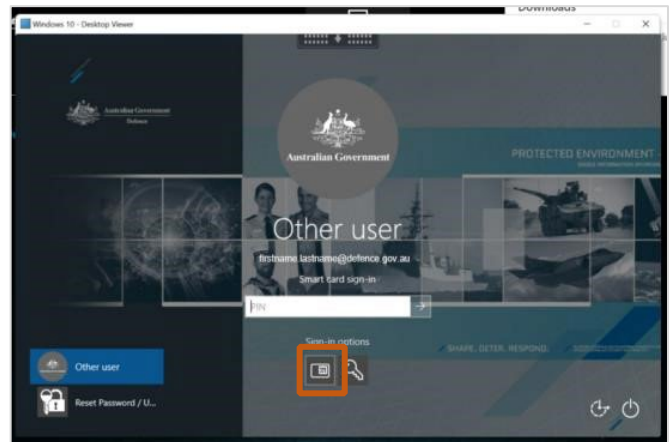 Downloads
Windows 10 - Desktop Viewer
Australian Government
Defence
Australian Government
PROTECTED ENVIRONMENT
Other user
firstname.lastname@defence.gov.au
Smart card sign-in
PIN
Sign-in options
SHAPE. DETER. RESPOND.
Other user
Reset Password / U...